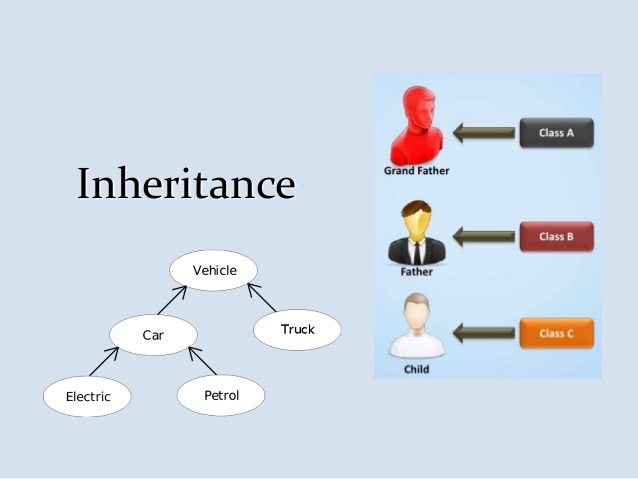 Inheritance
Vehicle
Car
Truck
Electric
Petrol
Class A
Grand Father
Class B
Father
Class C
Child